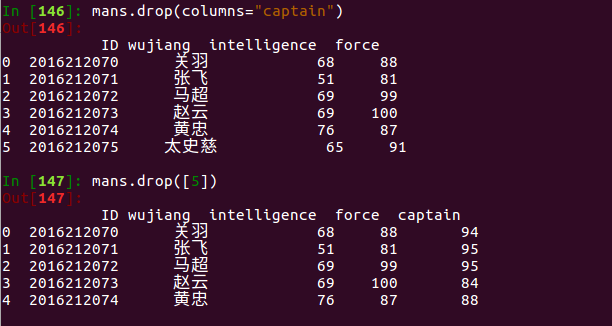 In [146]: mans.drop(columns="captain")
Out[146]:
ID wujiang intelligence force
0 2016212070 关羽 68 88
1 2016212071 张飞 51 81
2 2016212072 马超 69 99
3 2016212073 赵云 69 100
4 2016212074 黄忠 76 87
5 2016212075 太史慈 65 91
In [147]: mans.drop([5])
Out[147]:
ID wujiang intelligence force captain
0 2016212070 关羽 68 88 94
1 2016212071 张飞 51 81 95
2 2016212072 马超 69 99 95
3 2016212073 赵云 69 100 84
4 2016212074 黄忠 76 87 88